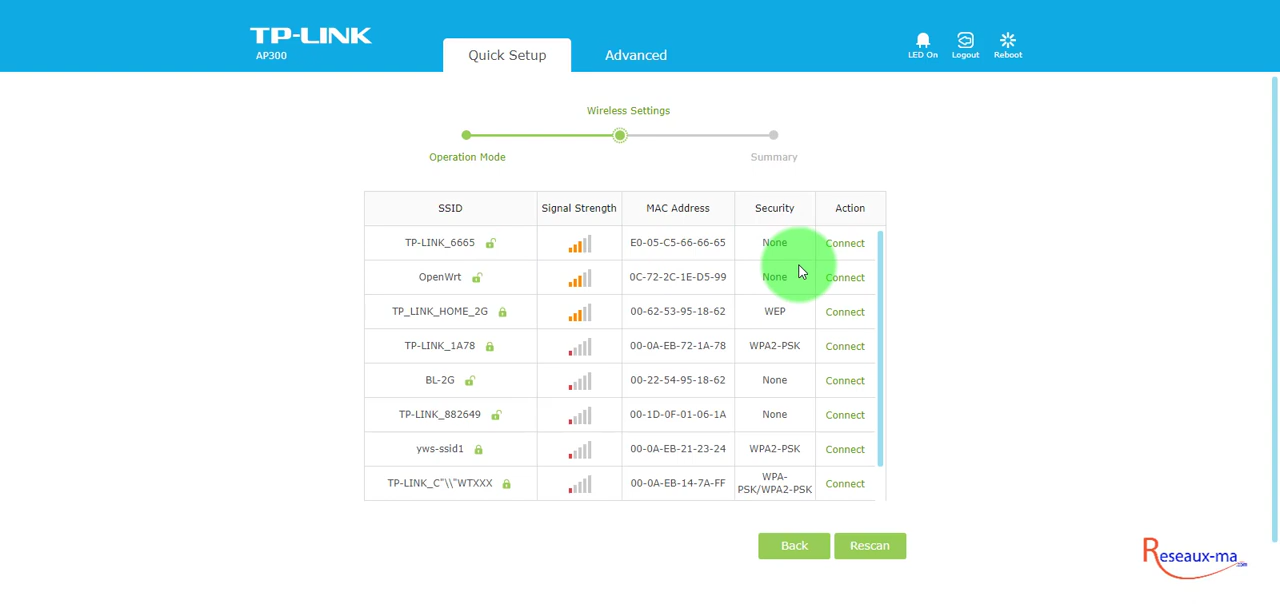 TP-LINK
AP300
Quick Setup
Advanced
LED On
Logout
Reboot
Wireless Settings
Operation Mode
Summary
SSID Signal Strength MAC Address Security Action
TP-LINK_6665 E0-05-C5-66-66-65 None Connect
OpenWrt 0C-72-2C-1E-D5-99 None Connect
TP_LINK_HOME_2G 00-62-53-95-18-62 WEP Connect
TP-LINK_1A78 00-0A-EB-72-1A-78 WPA2-PSK Connect
BL-2G 00-22-54-95-18-62 None Connect
TP-LINK_882649 00-1D-0F-01-06-1A None Connect
yws-ssid1 00-0A-EB-21-23-24 WPA2-PSK Connect
TP-LINK_C"\\"WTXXX 00-0A-EB-14-7A-FF WPA-
PSK/WPA2-PSK Connect
Back Rescan
Reseaux-ma.com